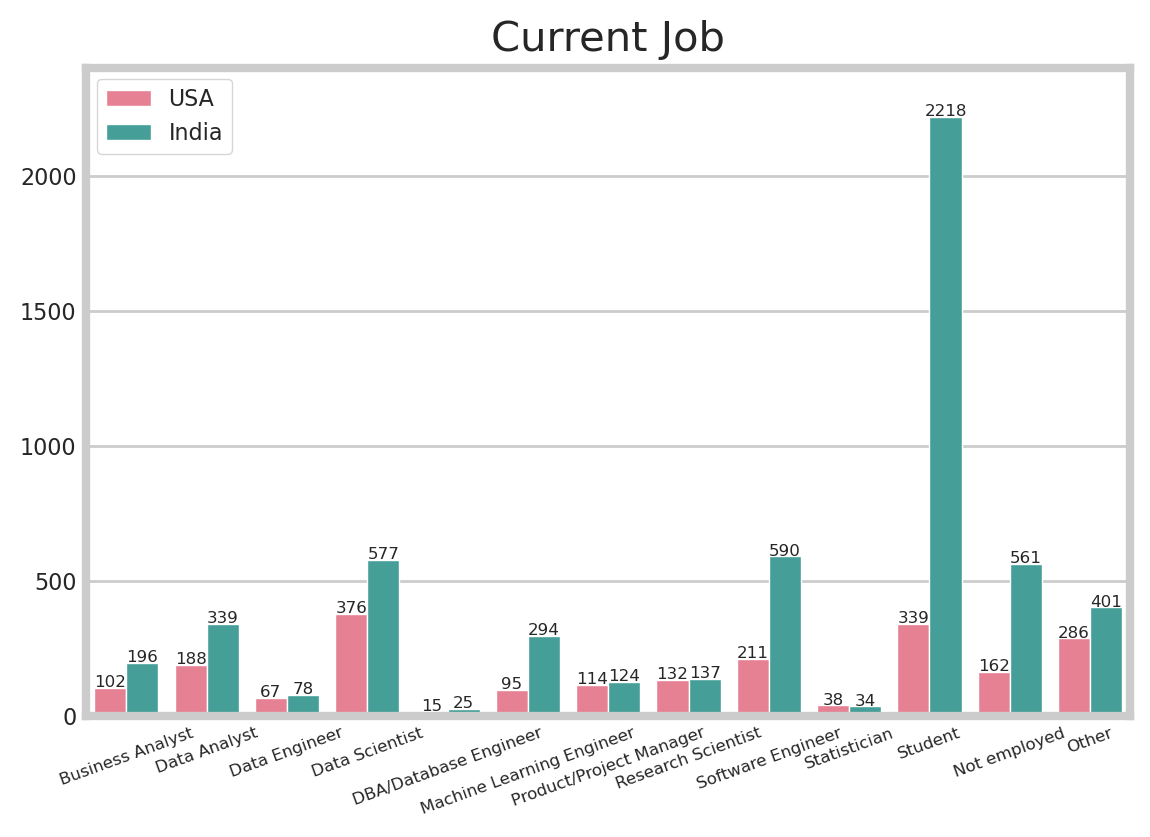 Current Job
USA
India
2000
1500
1000
500
0
102
196
188
339
67
78
376
577
15
25
95
294
114
124
132
137
211
590
38
34
339
2218
162
561
286
401
Business Analyst
Data Analyst
Data Engineer
Data Scientist
DBA/Database Engineer
Machine Learning Engineer
Product/Project Manager
Research Scientist
Software Engineer
Statistician
Student
Not employed
Other